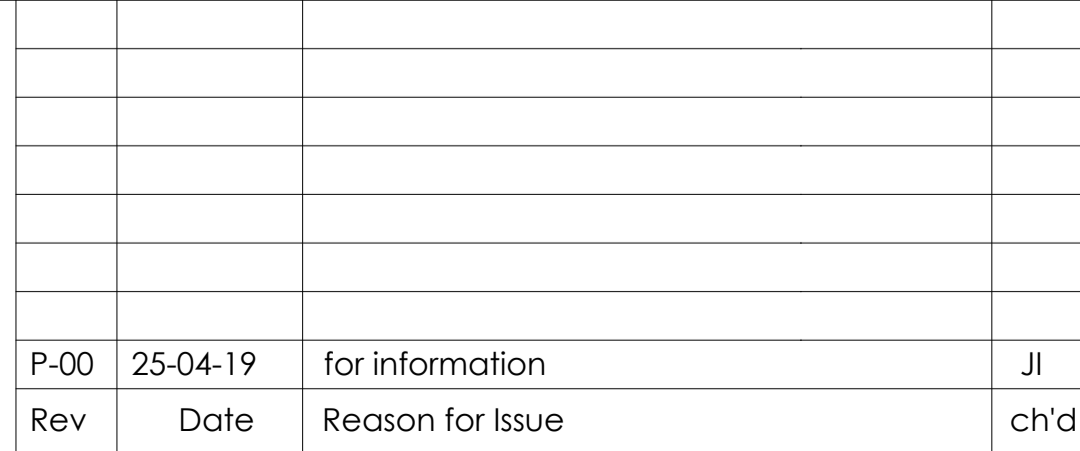 P-00 25-04-19 for information JI
Rev Date Reason for Issue ch'd